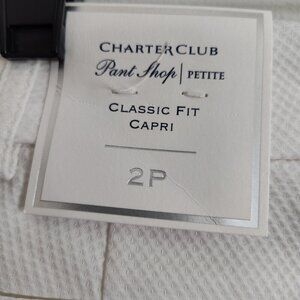 CHARTER CLUB
Pant Shop | PETITE
CLASSIC FIT
CAPRI
2P